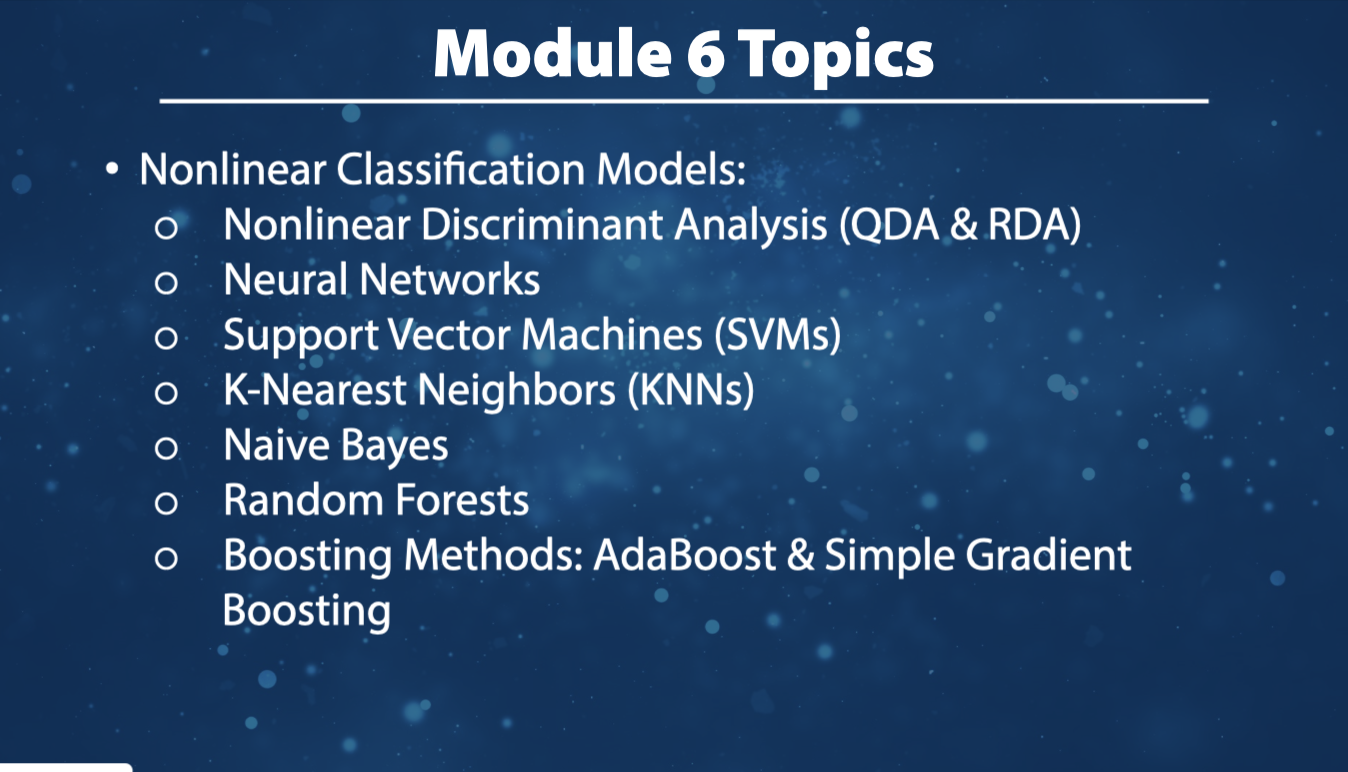 Module 6 Topics
• Nonlinear Classification Models:
o Nonlinear Discriminant Analysis (QDA & RDA)
o Neural Networks
o Support Vector Machines (SVMs)
o K-Nearest Neighbors (KNNs)
o Naive Bayes
o Random Forests
o Boosting Methods: AdaBoost & Simple Gradient
Boosting